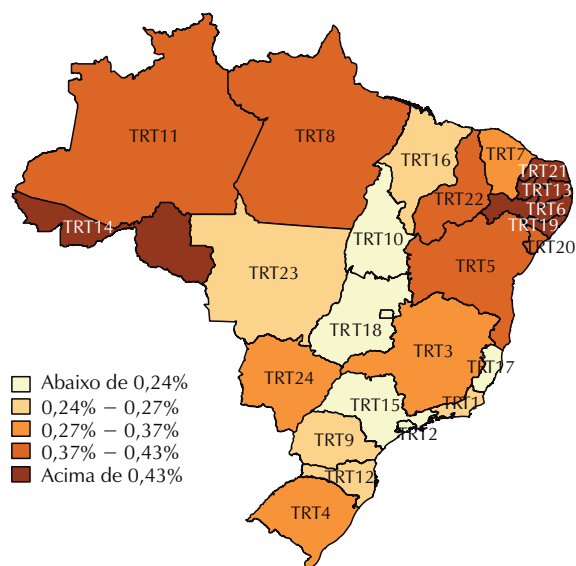 TRT11
TRT8
TRT16
TRT7
TRT21
TRT13
TRT22
TRT6
TRT19
TRT14
TRT10
TRT20
TRT23
TRT5
TRT18
TRT3
TRT17
TRT24
TRT15
TRT1
TRT2
TRT9
TRT12
TRT4
Abaixo de 0,24%
0,24% – 0,27%
0,27% – 0,37%
0,37% – 0,43%
Acima de 0,43%